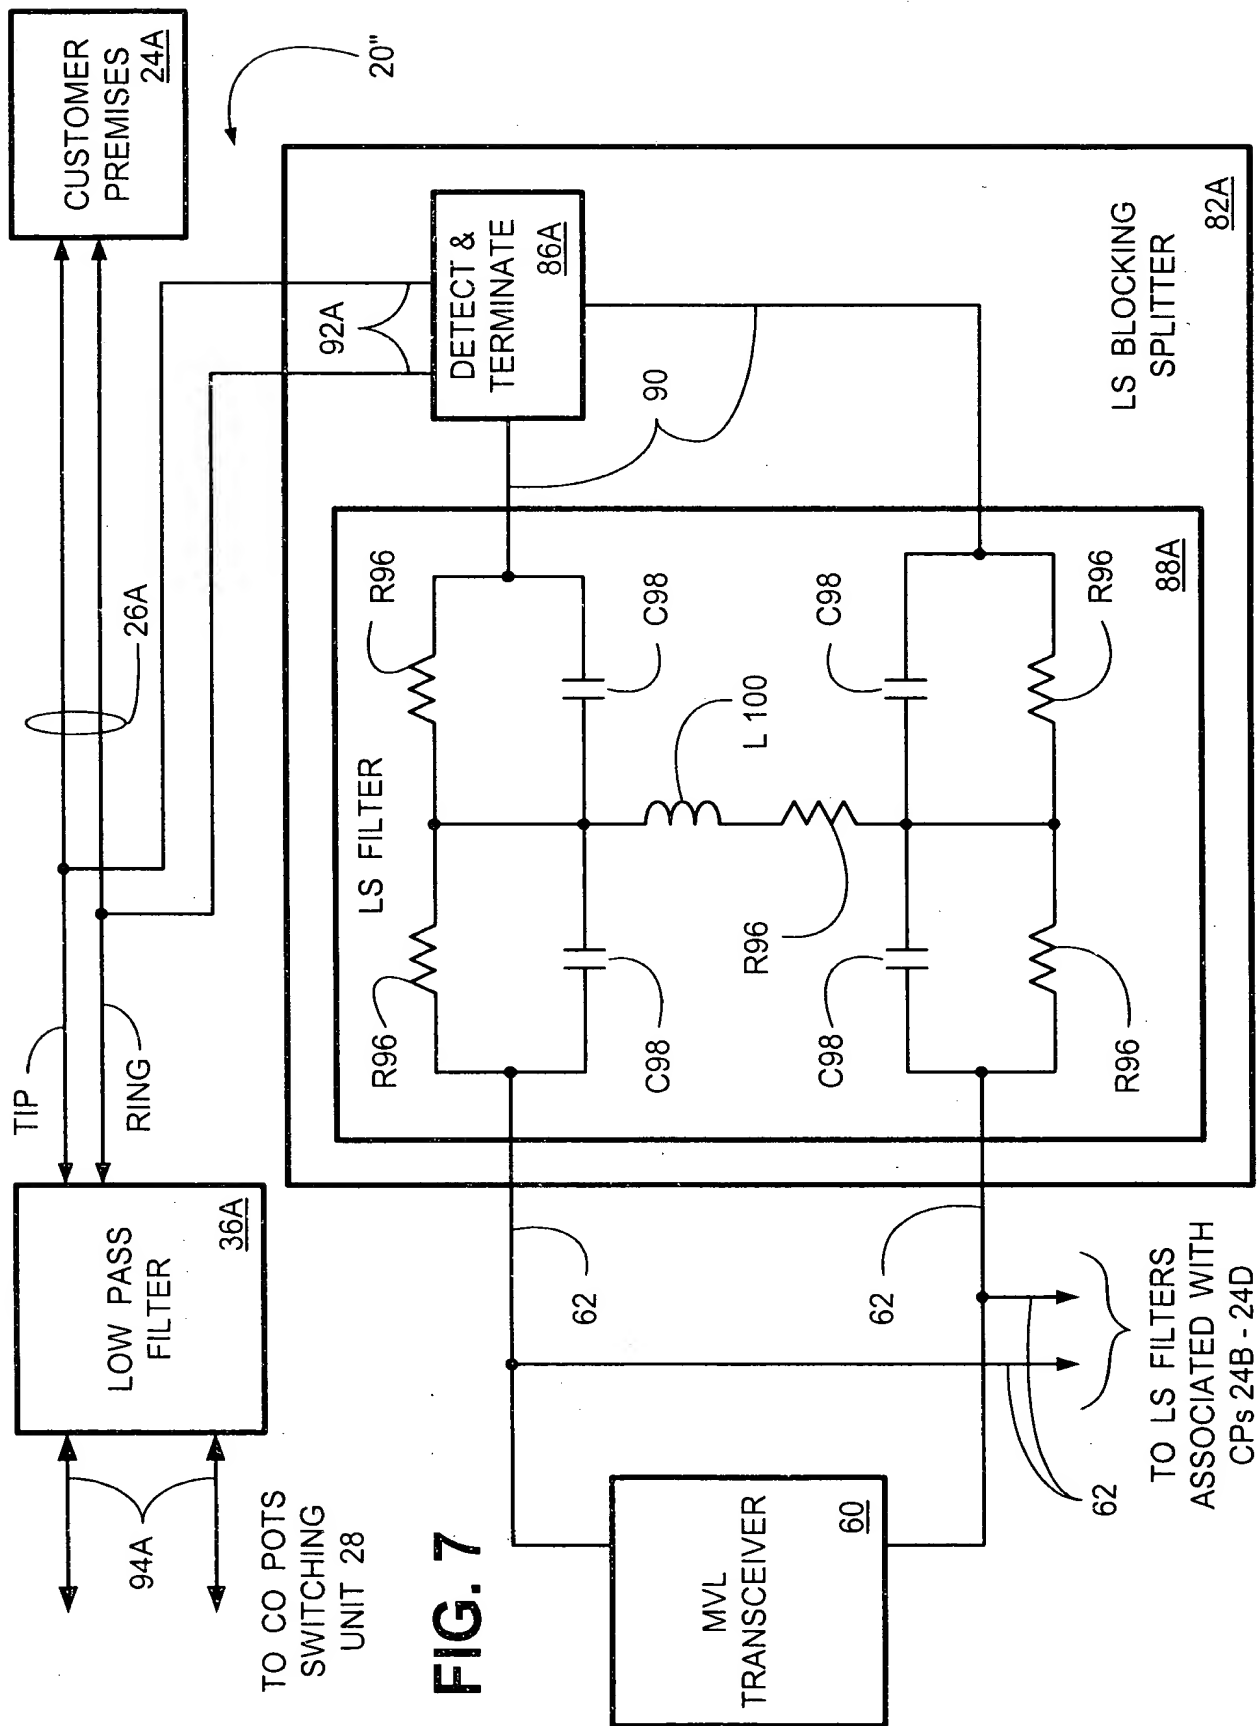 CUSTOMER
PREMISES
24A
20"
TIP
RING
26A
LOW PASS
FILTER
36A
94A
TO CO POTS
SWITCHING
UNIT 28
92A
DETECT &
TERMINATE
86A
90
LS BLOCKING
SPLITTER
82A
LS FILTER
R96
R96
C98
C98
L 100
R96
C98
C98
R96
R96
88A
62
62
62
TO LS FILTERS
ASSOCIATED WITH
CPs 24B - 24D
MVL
TRANSCEIVER
60
FIG. 7